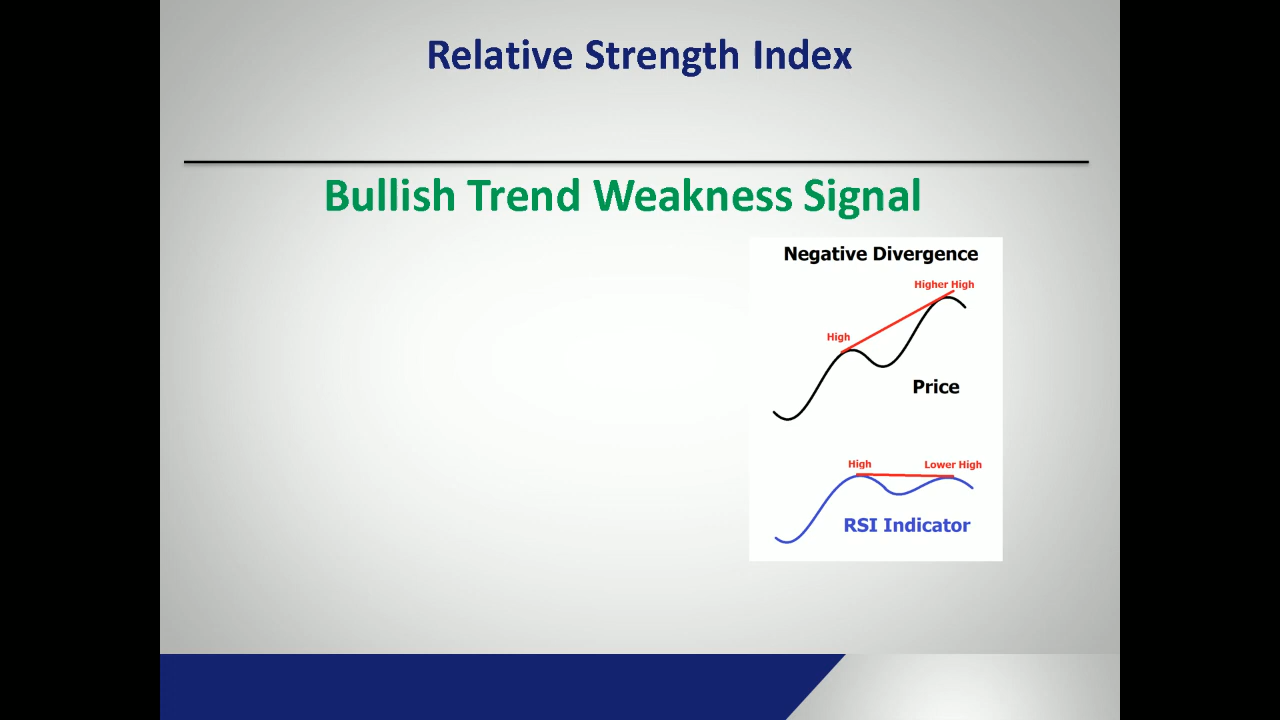 Relative Strength Index
Bullish Trend Weakness Signal
Negative Divergence
Higher High
High
Price
High
Lower High
RSI Indicator